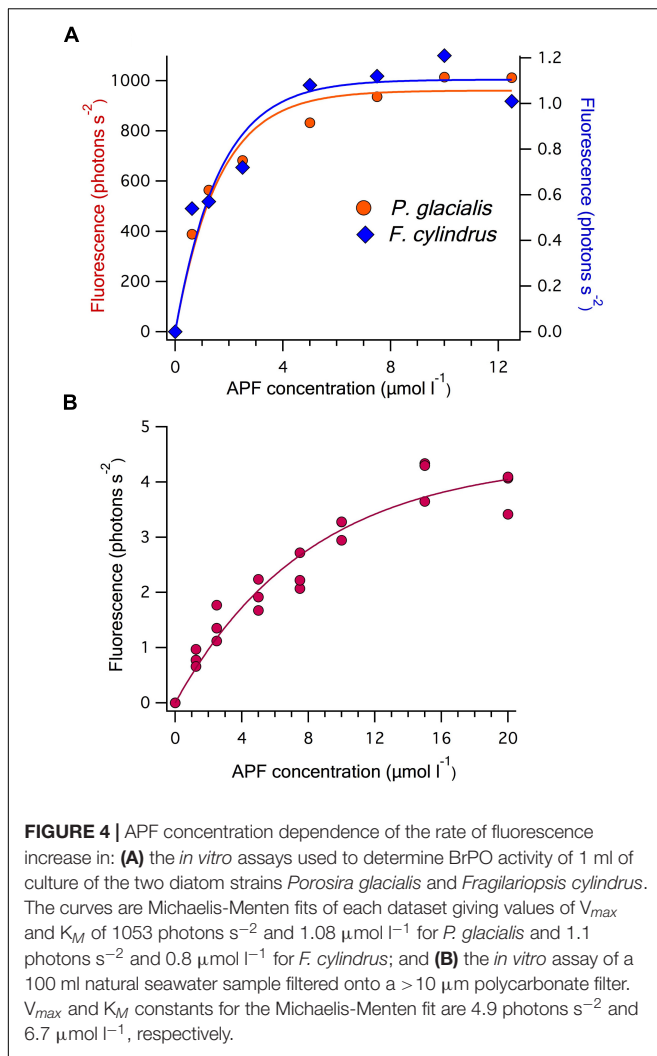 A
Fluorescence (photons s⁻²)
1000
800
600
400
200
0
1.2
1.0
0.8
0.6
0.4
0.2
0.0
Fluorescence (photons s⁻²)
P. glacialis
F. cylindrus
0 4 8 12
APF concentration (μmol l⁻¹)
B
Fluorescence (photons s⁻²)
5
4
3
2
1
0
0 4 8 12 16 20
APF concentration (μmol l⁻¹)
FIGURE 4 | APF concentration dependence of the rate of fluorescence
increase in: (A) the in vitro assays used to determine BrPO activity of 1 ml of
culture of the two diatom strains Porosira glacialis and Fragilariopsis cylindrus.
The curves are Michaelis-Menten fits of each dataset giving values of Vmax
and KM of 1053 photons s⁻² and 1.08 μmol l⁻¹ for P. glacialis and 1.1
photons s⁻² and 0.8 μmol l⁻¹ for F. cylindrus; and (B) the in vitro assay of a
100 ml natural seawater sample filtered onto a >10 μm polycarbonate filter.
Vmax and KM constants for the Michaelis-Menten fit are 4.9 photons s⁻² and
6.7 μmol l⁻¹, respectively.